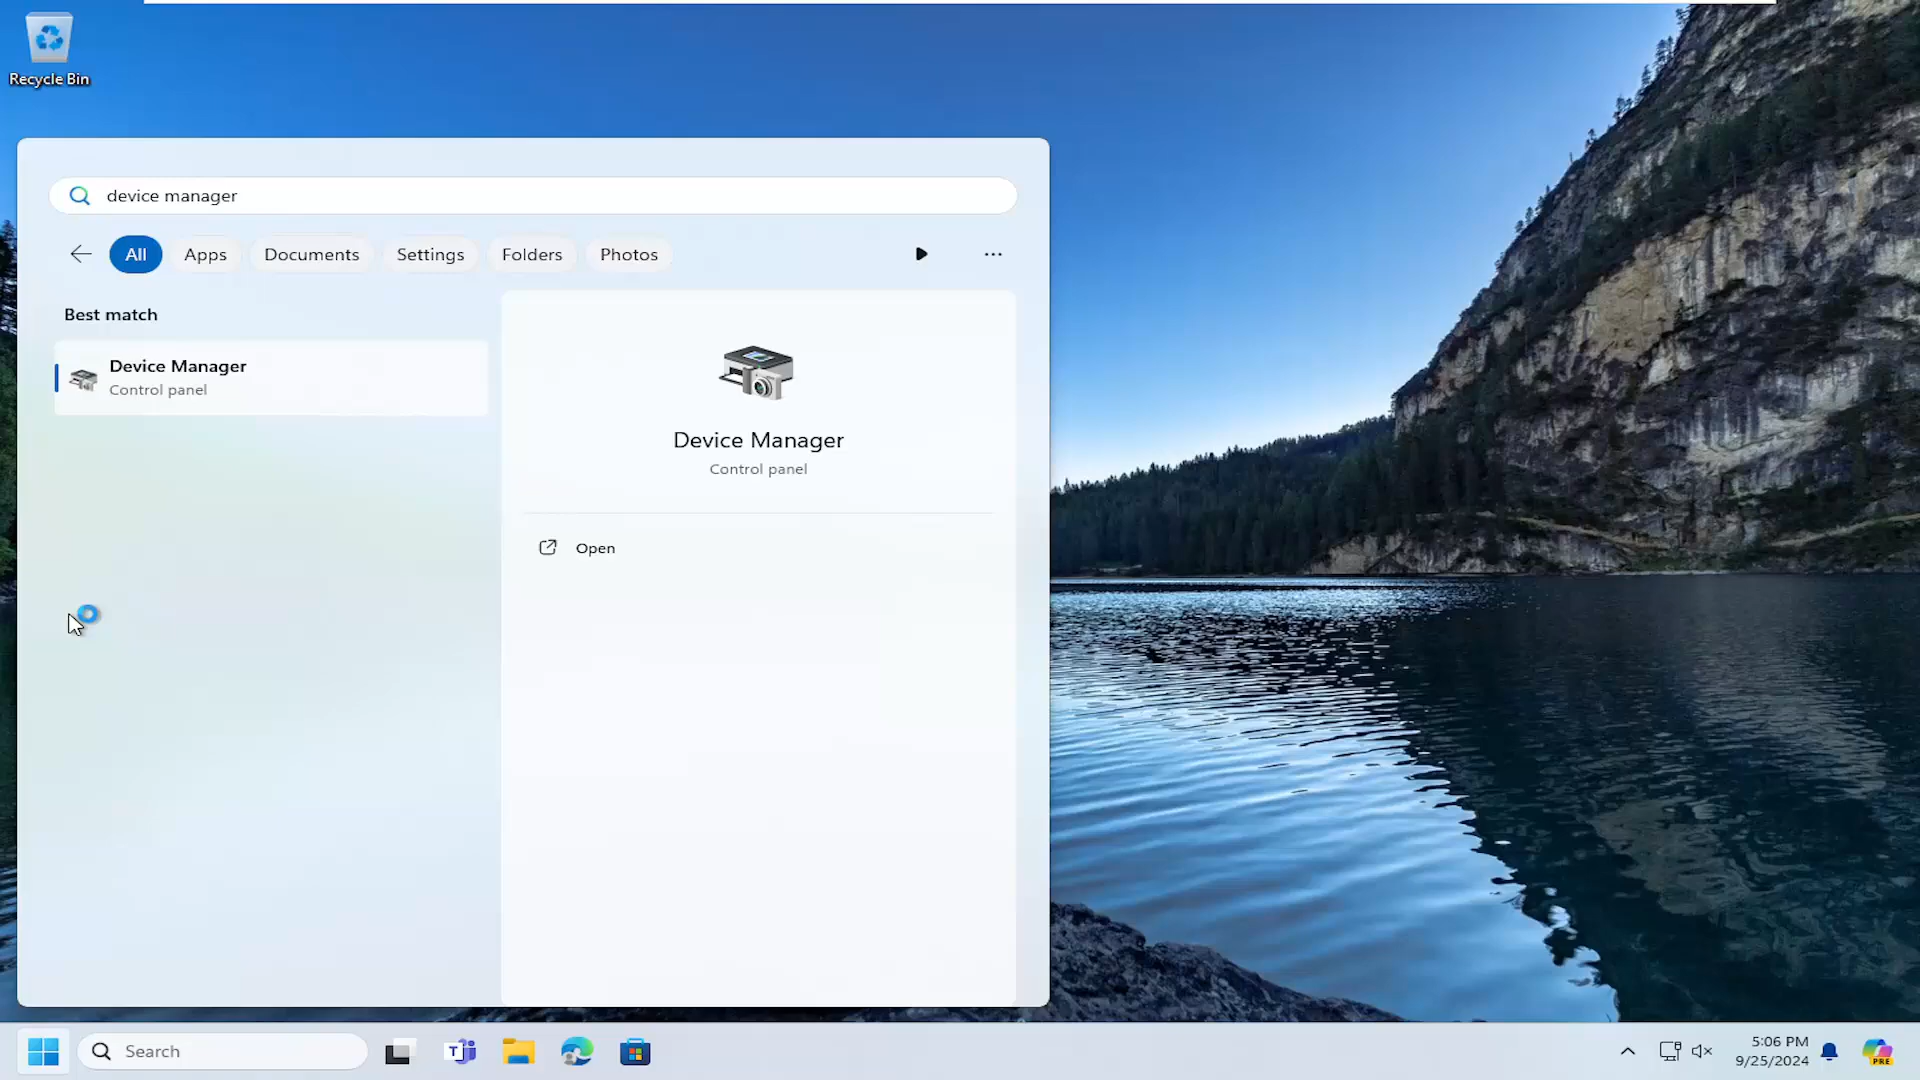 Recycle Bin
device manager
All
Apps
Documents
Settings
Folders
Photos
Best match
Device Manager
Control panel
Device Manager
Control panel
Open
Search
T
5:06 PM
9/25/2024
PRE